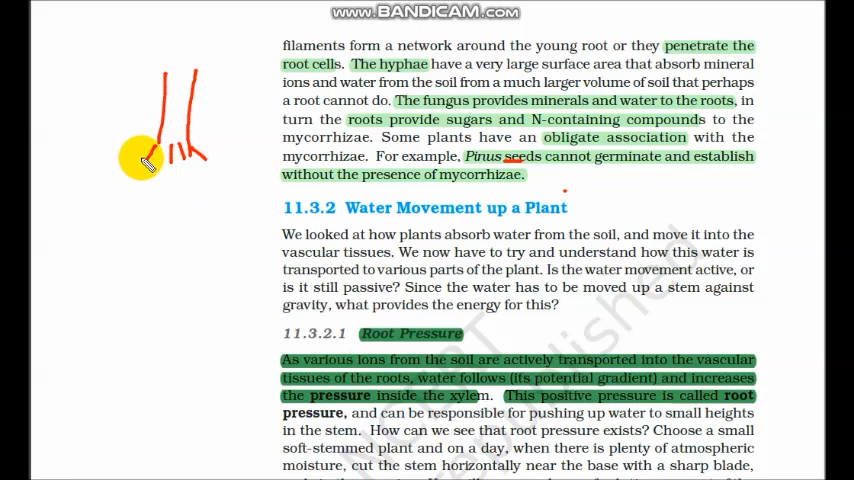 www.BANDICAM.com
filaments form a network around the young root or they penetrate the
root cells. The hyphae have a very large surface area that absorb mineral
ions and water from the soil from a much larger volume of soil that perhaps
a root cannot do. The fungus provides minerals and water to the roots, in
turn the roots provide sugars and N-containing compounds to the
mycorrhizae. Some plants have an obligate association with the
mycorrhizae. For example, Pinus seeds cannot germinate and establish
without the presence of mycorrhizae.
11.3.2 Water Movement up a Plant
We looked at how plants absorb water from the soil, and move it into the
vascular tissues. We now have to try and understand how this water is
transported to various parts of the plant. Is the water movement active, or
is it still passive? Since the water has to be moved up a stem against
gravity, what provides the energy for this?
11.3.2.1 Root Pressure
As various ions from the soil are actively transported into the vascular
tissues of the roots, water follows (its potential gradient) and increases
the pressure inside the xylem. This positive pressure is called root
pressure, and can be responsible for pushing up water to small heights
in the stem. How can we see that root pressure exists? Choose a small
soft-stemmed plant and on a day, when there is plenty of atmospheric
moisture, cut the stem horizontally near the base with a sharp blade,